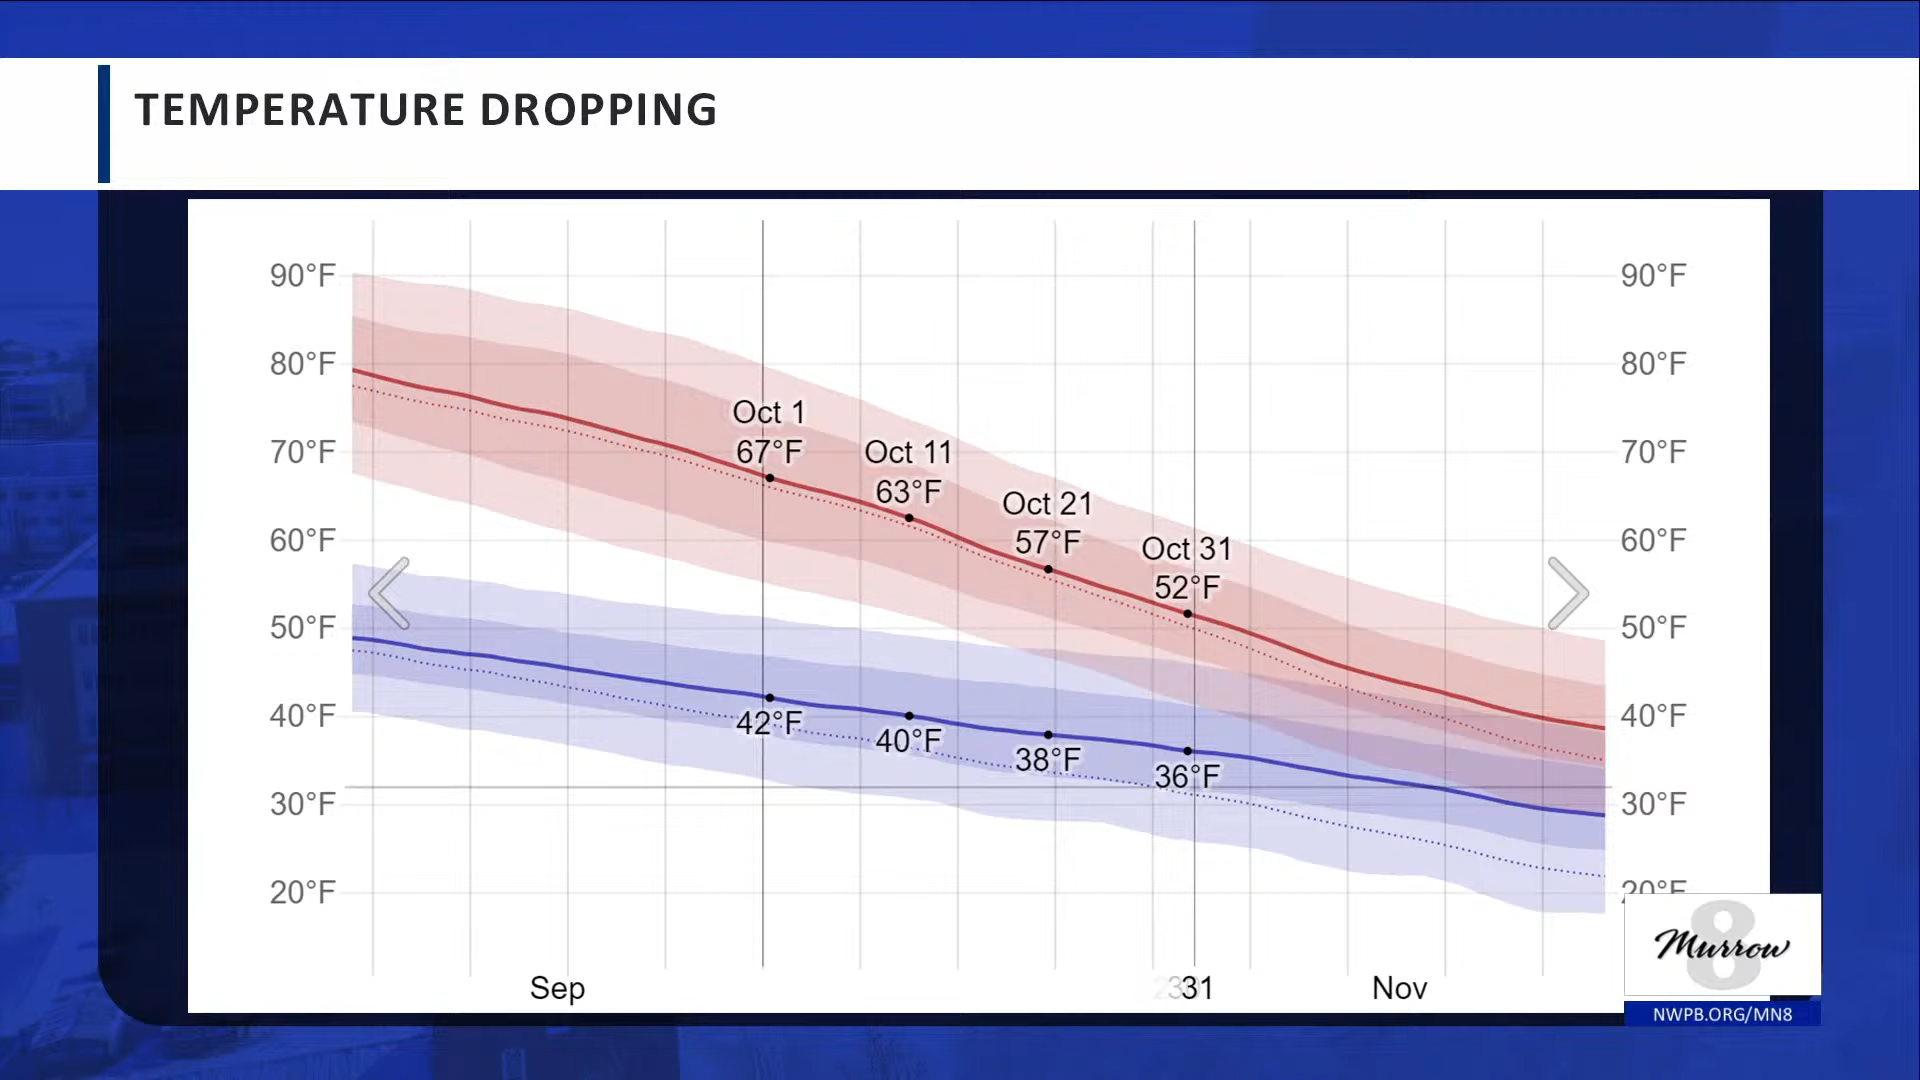 TEMPERATURE DROPPING
90°F 90°F
80°F 80°F
Oct 1
67°F
70°F 70°F
Oct 11
63°F
Oct 21
57°F
60°F 60°F
Oct 31
52°F
50°F 50°F
40°F 40°F
42°F
40°F
38°F
36°F
30°F 30°F
20°F 20°F
Sep 31 Nov
8
Murrow
NWPB.ORG/MN8